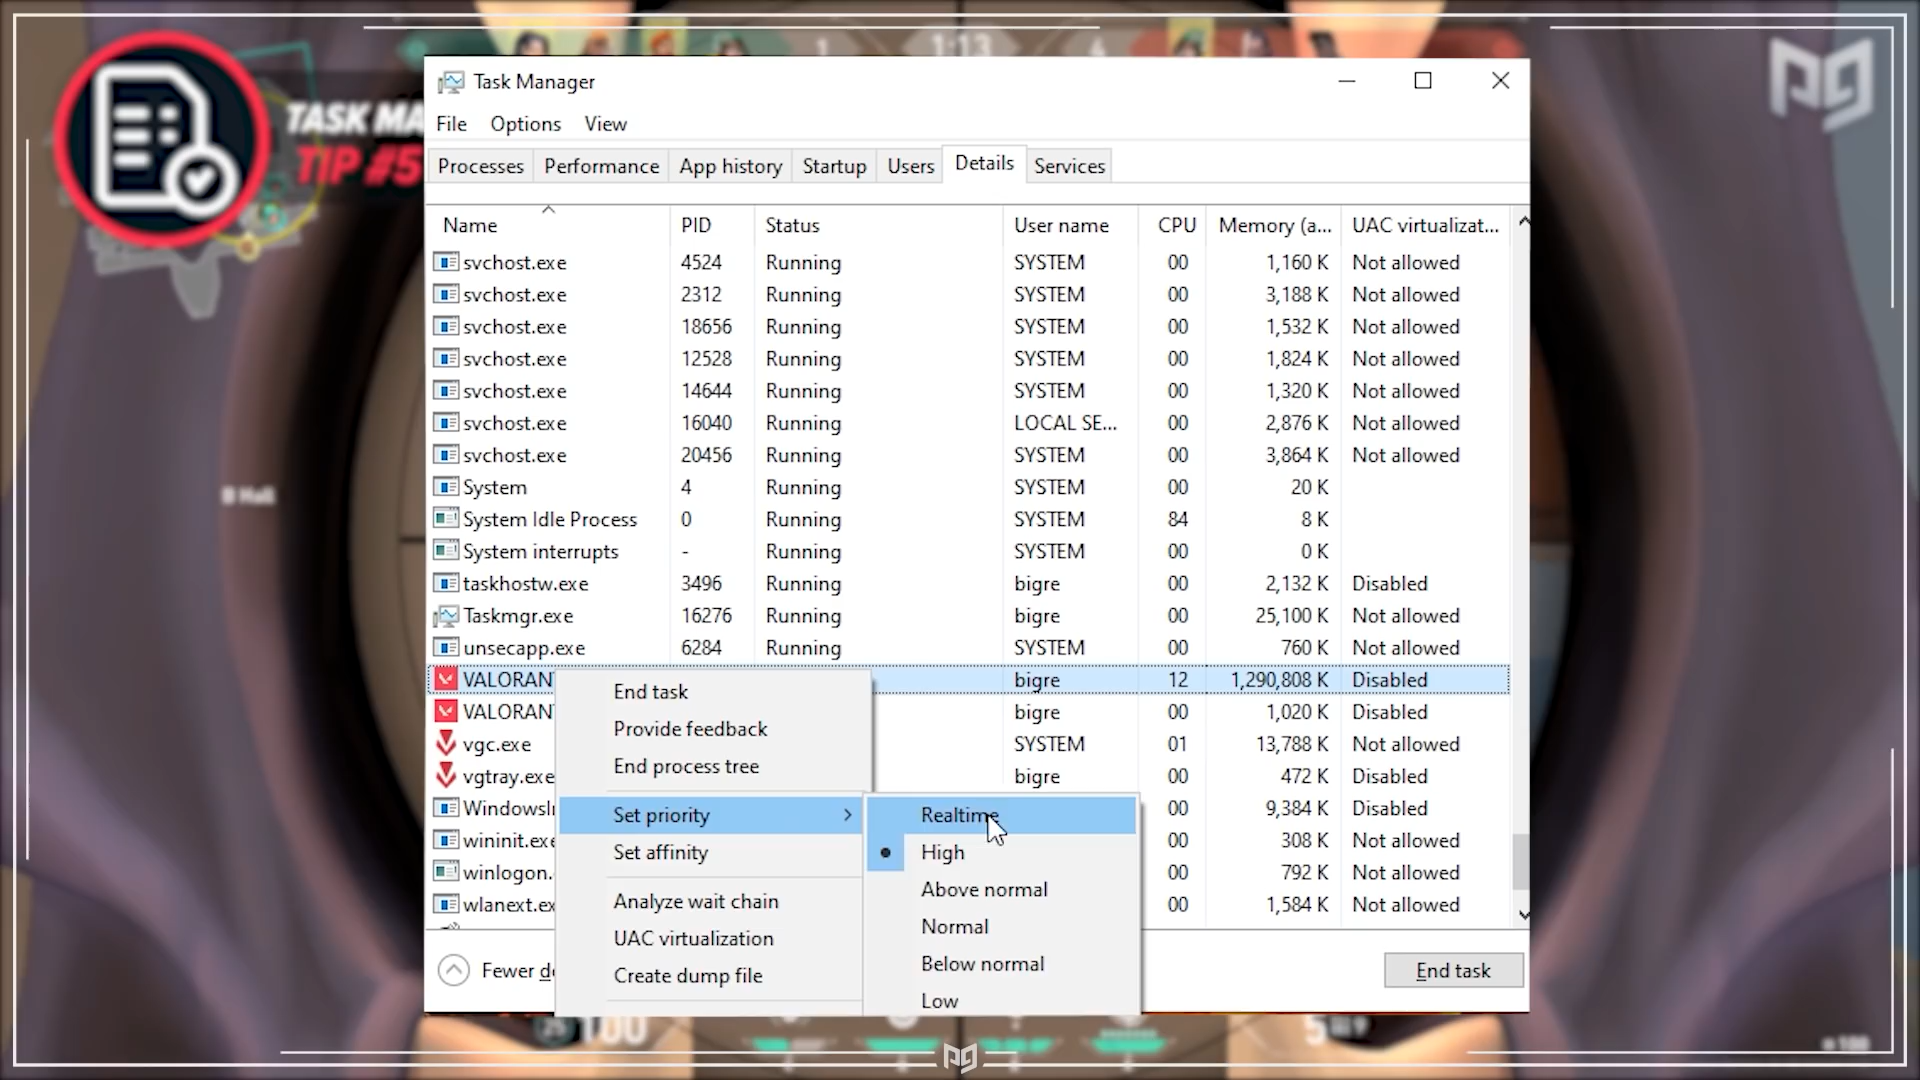 TASK MA
TIP #5
1:13
Task Manager
File Options View
Processes Performance App history Startup Users Details Services
Name PID Status User name CPU Memory (a... UAC virtualizat...
svchost.exe 4524 Running SYSTEM 00 1,160 K Not allowed
svchost.exe 2312 Running SYSTEM 00 3,188 K Not allowed
svchost.exe 18656 Running SYSTEM 00 1,532 K Not allowed
svchost.exe 12528 Running SYSTEM 00 1,824 K Not allowed
svchost.exe 14644 Running SYSTEM 00 1,320 K Not allowed
svchost.exe 16040 Running LOCAL SE... 00 2,876 K Not allowed
svchost.exe 20456 Running SYSTEM 00 3,864 K Not allowed
System 4 Running SYSTEM 00 20 K
System Idle Process 0 Running SYSTEM 84 8 K
System interrupts - Running SYSTEM 00 0 K
taskhostw.exe 3496 Running bigre 00 2,132 K Disabled
Taskmgr.exe 16276 Running bigre 00 25,100 K Not allowed
unsecapp.exe 6284 Running SYSTEM 00 760 K Not allowed
VALORAN bigre 12 1,290,808 K Disabled
VALORAN bigre 00 1,020 K Disabled
vgc.exe SYSTEM 01 13,788 K Not allowed
vgtray.exe bigre 00 472 K Disabled
WindowsI 00 9,384 K Disabled
wininit.exe 00 308 K Not allowed
winlogon. 00 792 K Not allowed
wlanext.ex 00 1,584 K Not allowed
End task
Provide feedback
End process tree
Set priority
Set affinity
Analyze wait chain
UAC virtualization
Create dump file
Realtime
High
Above normal
Normal
Below normal
Low
Fewer d
End task
B Hall
100